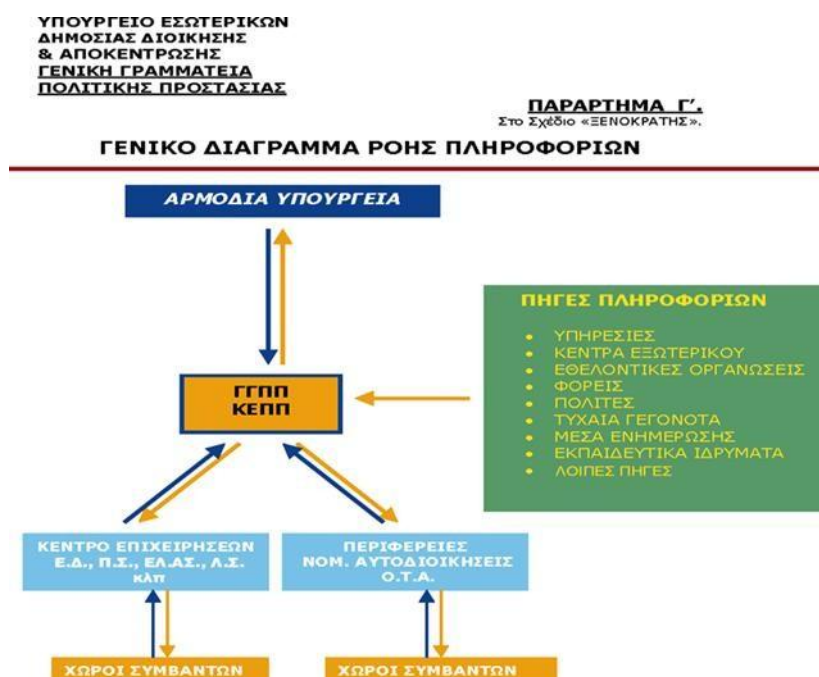 ΥΠΟΥΡΓΕΙΟ ΕΣΩΤΕΡΙΚΩΝ
ΔΗΜΟΣΙΑΣ ΔΙΟΙΚΗΣΗΣ
& ΑΠΟΚΕΝΤΡΩΣΗΣ
ΓΕΝΙΚΗ ΓΡΑΜΜΑΤΕΙΑ
ΠΟΛΙΤΙΚΗΣ ΠΡΟΣΤΑΣΙΑΣ
ΠΑΡΑΡΤΗΜΑ Γ'.
Στο Σχέδιο «ΞΕΝΟΚΡΑΤΗΣ».
ΓΕΝΙΚΟ ΔΙΑΓΡΑΜΜΑ ΡΟΗΣ ΠΛΗΡΟΦΟΡΙΩΝ
ΑΡΜΟΔΙΑ ΥΠΟΥΡΓΕΙΑ
ΠΗΓΕΣ ΠΛΗΡΟΦΟΡΙΩΝ
• ΥΠΗΡΕΣΙΕΣ
• ΚΕΝΤΡΑ ΕΞΩΤΕΡΙΚΟΥ
• ΕΘΕΛΟΝΤΙΚΕΣ ΟΡΓΑΝΩΣΕΙΣ
• ΦΟΡΕΙΣ
• ΠΟΛΙΤΕΣ
• ΤΥΧΑΙΑ ΓΕΓΟΝΟΤΑ
• ΜΕΣΑ ΕΝΗΜΕΡΩΣΗΣ
• ΕΚΠΑΙΔΕΥΤΙΚΑ ΙΔΡΥΜΑΤΑ
• ΛΟΙΠΕΣ ΠΗΓΕΣ
ΓΓΠΠ
ΚΕΠΠ
ΚΕΝΤΡΟ ΕΠΙΧΕΙΡΗΣΕΩΝ
Ε.Δ., Π.Σ., ΕΛ.ΑΣ., Λ.Σ.
κλπ
ΠΕΡΙΦΕΡΕΙΕΣ
ΝΟΜ. ΑΥΤΟΔΙΟΙΚΗΣΕΙΣ
Ο.Τ.Α.
ΧΩΡΟΙ ΣΥΜΒΑΝΤΩΝ
ΧΩΡΟΙ ΣΥΜΒΑΝΤΩΝ